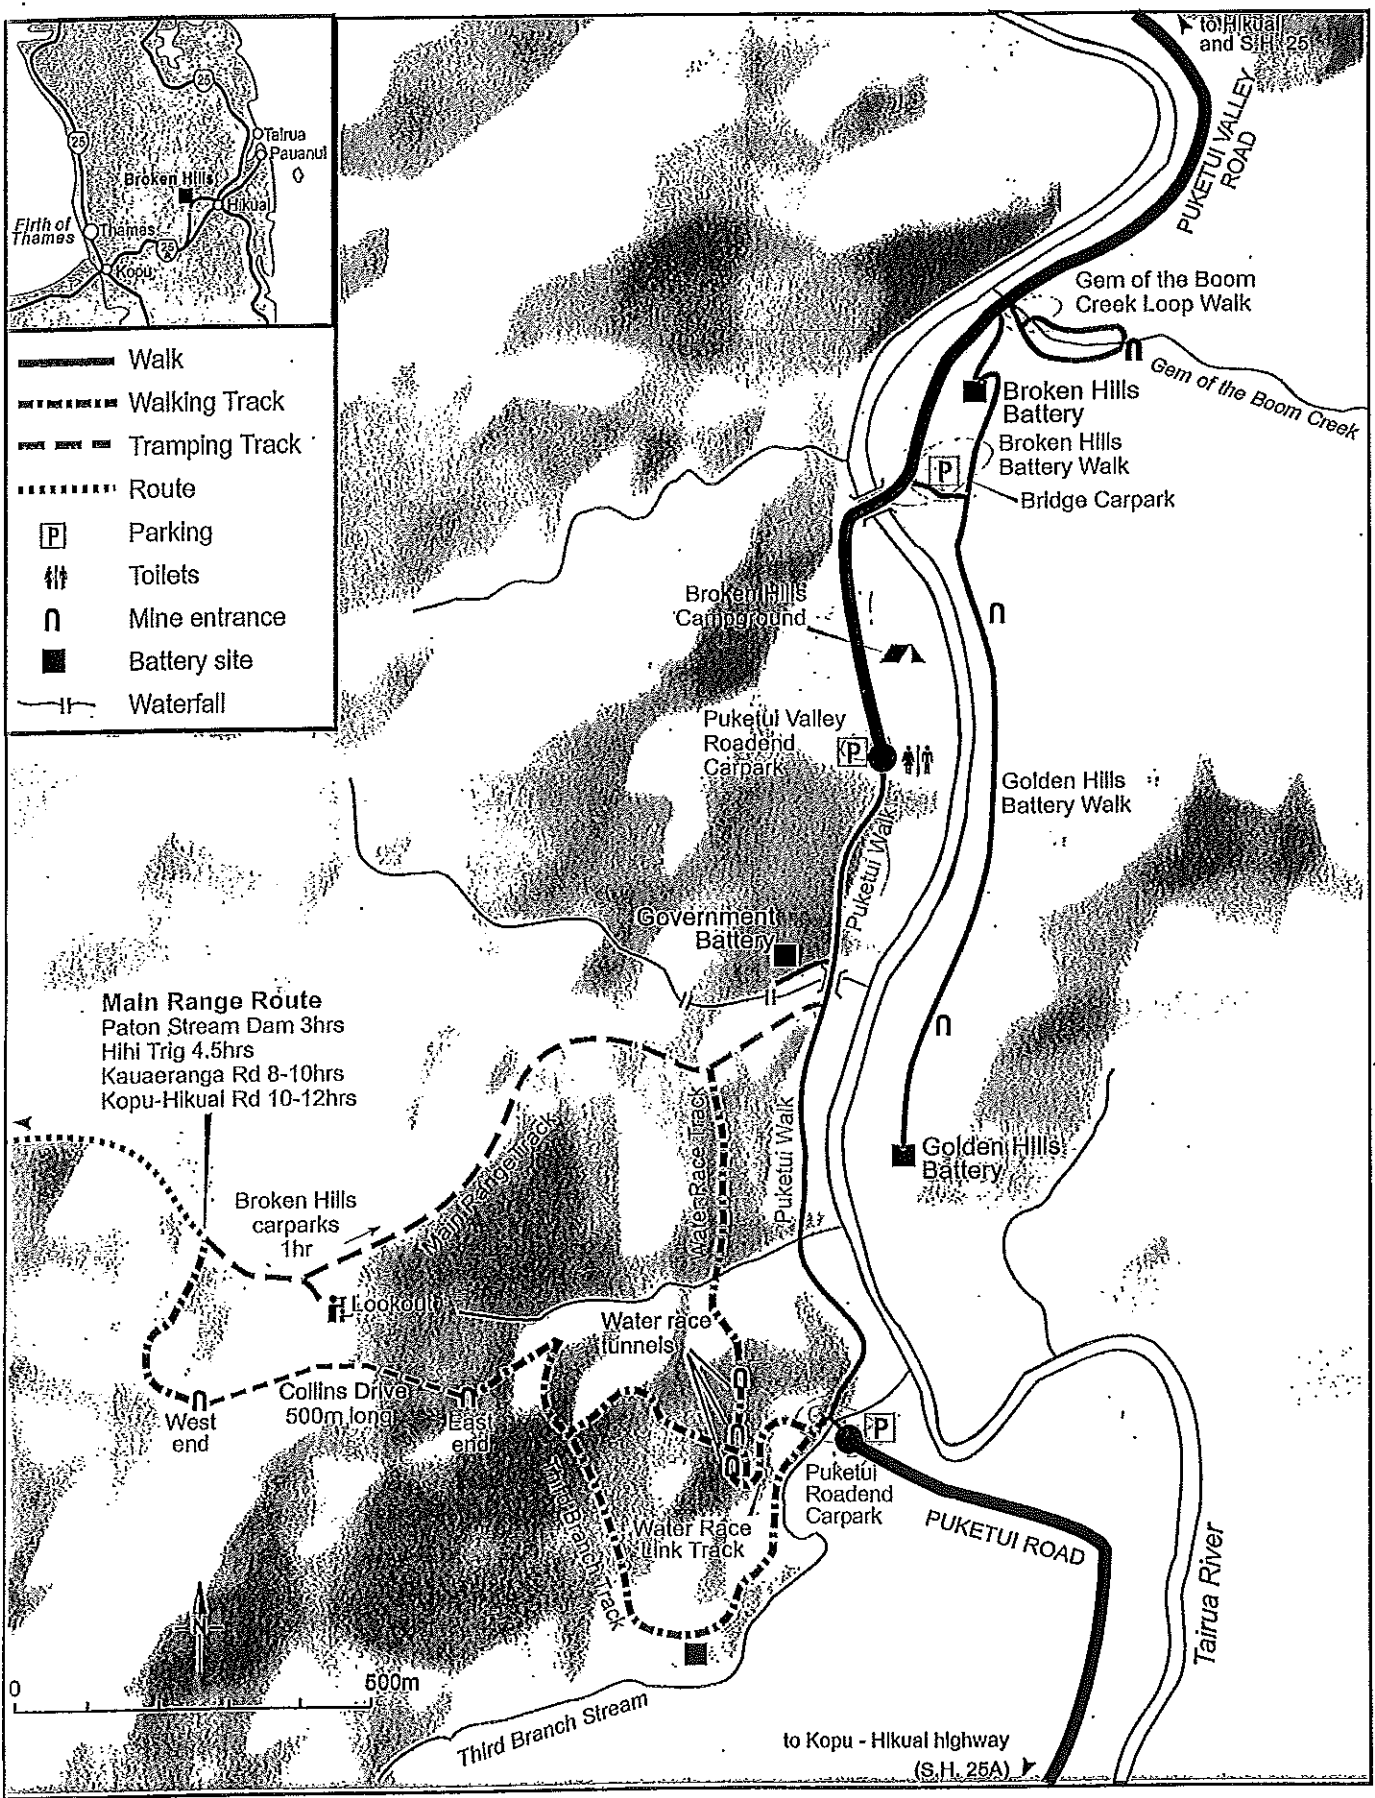 25
25
Tairua
Pauanui
Broken Hills
Hikuai
Firth of
Thames
Thames
25A
Kopu
Walk
Walking Track
Tramping Track
Route
P
Parking
Toilets
Mine entrance
Battery site
Waterfall
to Hikuai
and S.H. 25
PUKETUI VALLEY
ROAD
Gem of the Boom
Creek Loop Walk
Gem of the Boom Creek
Broken Hills
Battery
Broken Hills
Battery Walk
P
Bridge Carpark
Broken Hills
Campground
Puketui Valley
Roadend
Carpark
P
Golden Hills
Battery Walk
Puketui Walk
Government
Battery
Main Range Route
Paton Stream Dam 3hrs
Hihi Trig 4.5hrs
Kauaeranga Rd 8-10hrs
Kopu-Hikuai Rd 10-12hrs
Water Race Track
Puketui Walk
Golden Hills
Battery
Main Range Track
Broken Hills
carparks
1hr
Lookout
Water race
tunnels
Collins Drive
500m long
West
end
East
end
P
Puketui
Roadend
Carpark
PUKETUI ROAD
Third Branch Track
Water Race
Link Track
Tairua River
N
0
500m
Third Branch Stream
to Kopu - Hikuai highway
(S.H. 25A)